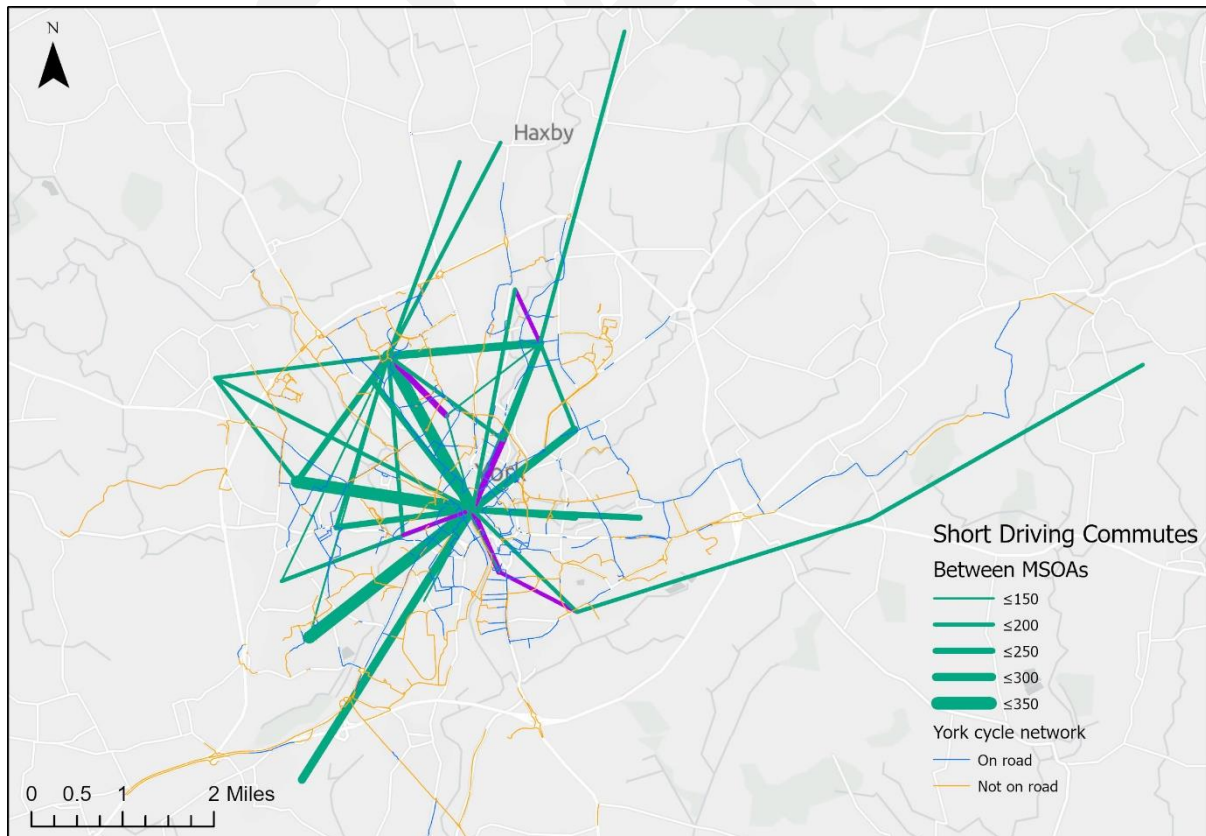 N
Haxby
York
Short Driving Commutes
Between MSOAs
≤150
≤200
≤250
≤300
≤350
York cycle network
On road
Not on road
0 0.5 1 2 Miles